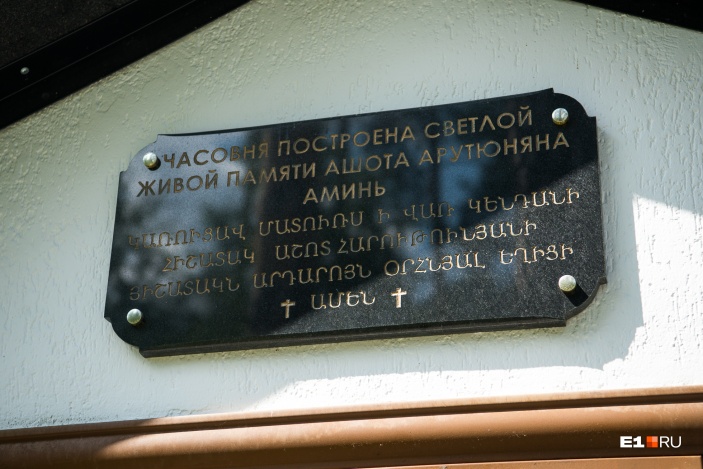 ЧАСОВНЯ ПОСТРОЕНА СВЕТЛОЙ
ЖИВОЙ ПАМЯТИ АШОТА АРУТЮНЯНА
АМИНЬ
ԿԱՌՈՒՑԱՎ ՄԱՏՈՒՌՍ Ի ՎԱՌ ԿԵՆԴԱՆԻ
ՀԻՇԱՏԱԿ ԱՇՈՏ ՀԱՐՈՒԹՈՒՆՅԱՆԻ
ՅԻՇԱՏԱԿՆ ԱՐԴԱՐՈՅՆ ՕՐՀՆՅԱԼ ԵՂԻՑԻ
† ԱՄԵՆ †
E1.RU